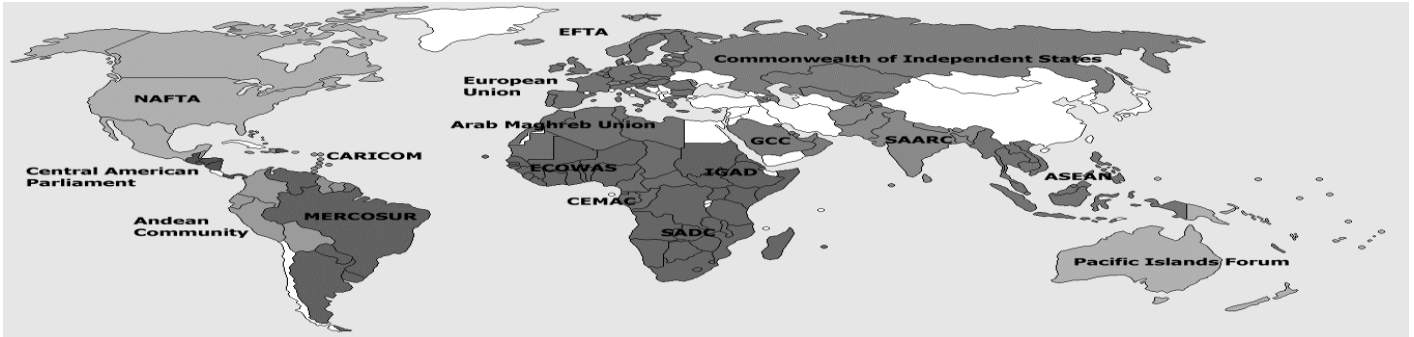 EFTA
Commonwealth of Independent States
European
Union
NAFTA
Arab Maghreb Union
GCC
SAARC
CARICOM
Central American
Parliament
ECOWAS
IGAD
ASEAN
CEMAC
MERCOSUR
Andean
Community
SADC
Pacific Islands Forum